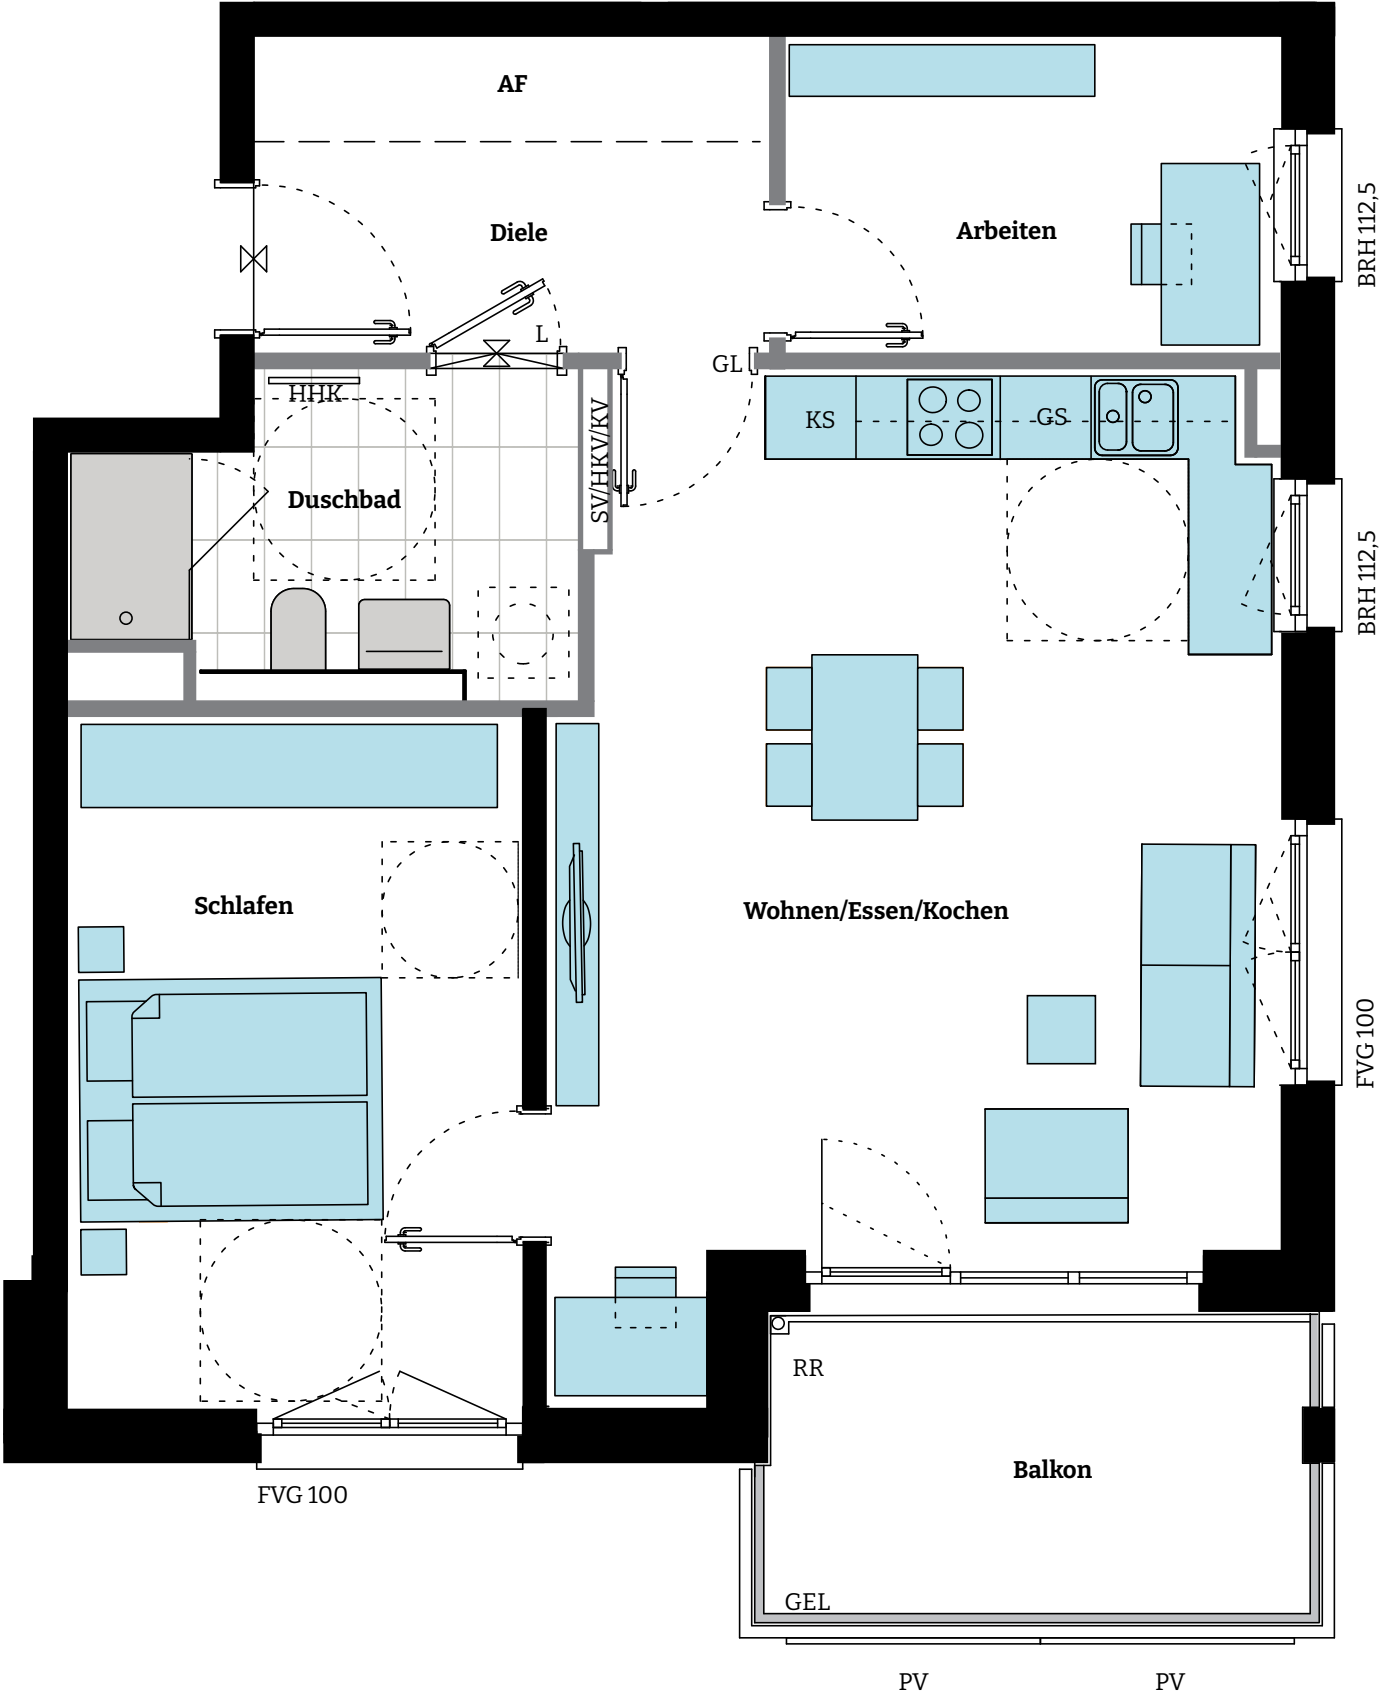 AF
BRH 112,5
Diele
Arbeiten
L
GL
HHK
KS
GS
SV/HKV/KV
Duschbad
BRH 112,5
Schlafen
Wohnen/Essen/Kochen
FVG 100
RR
Balkon
FVG 100
GEL
PV
PV